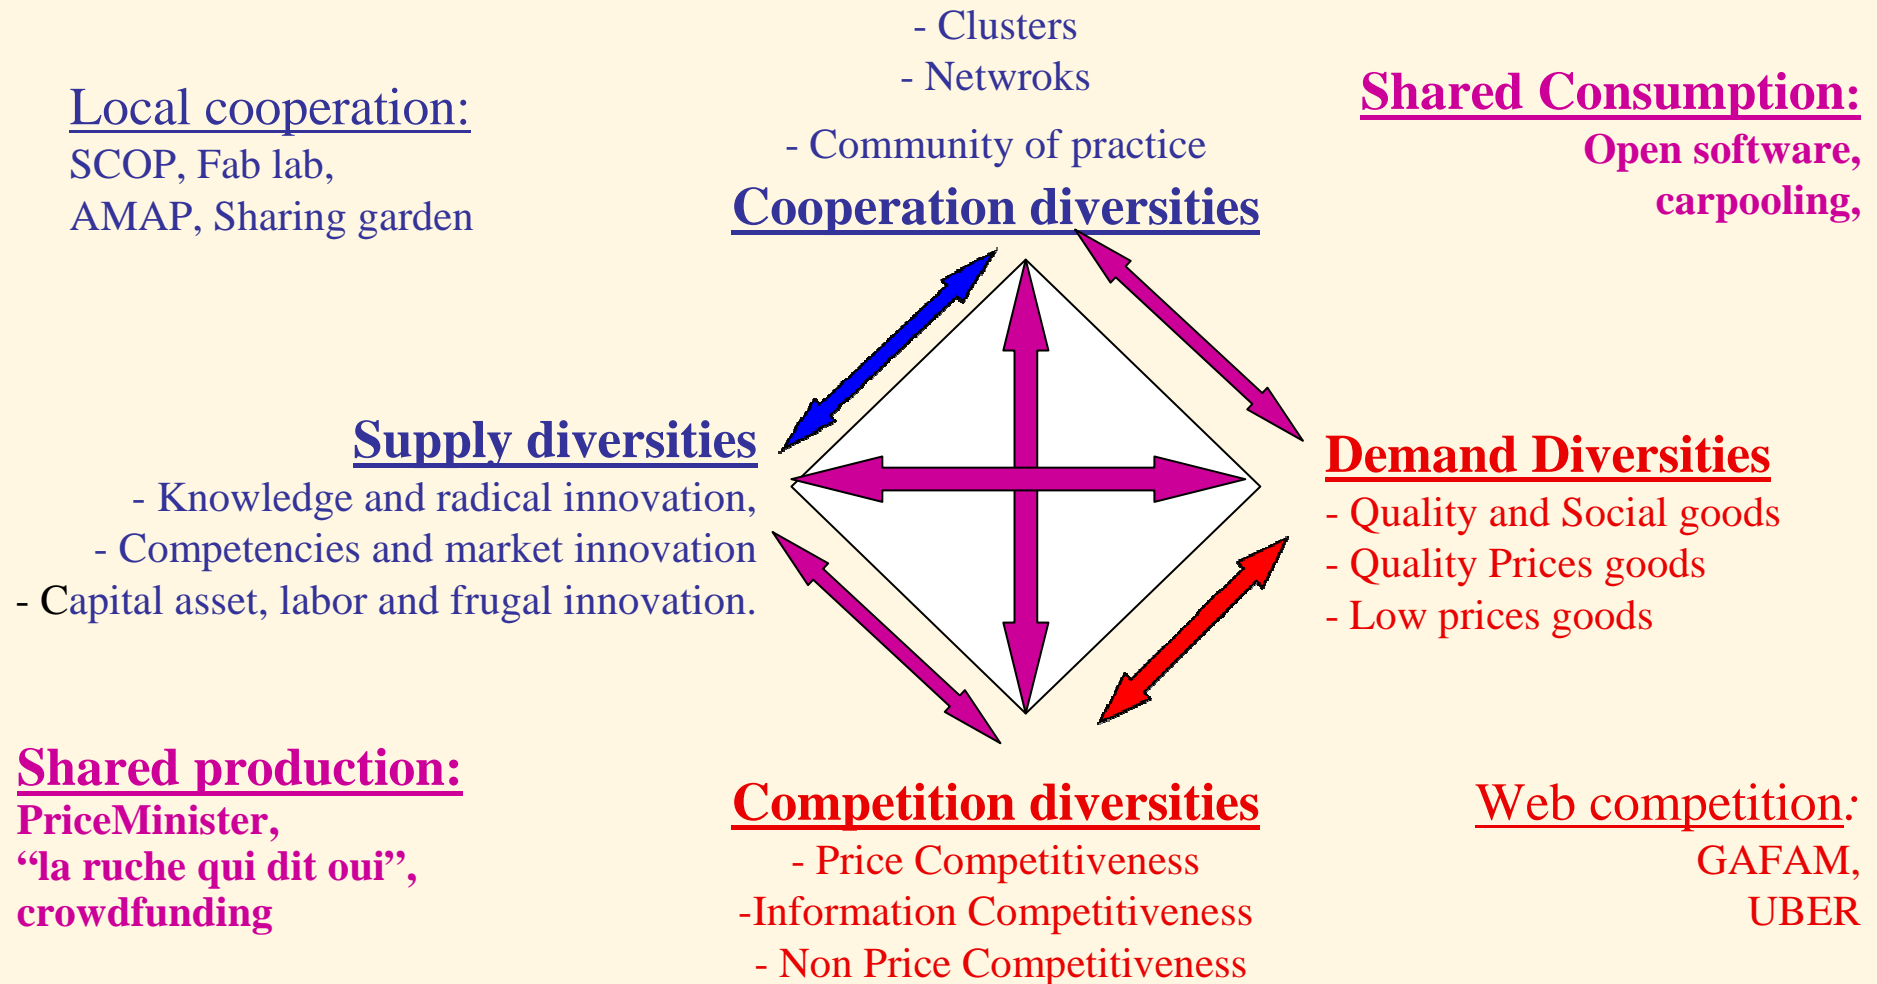 - Clusters
- Netwroks
- Community of practice
Cooperation diversities
Local cooperation:
SCOP, Fab lab,
AMAP, Sharing garden
Shared Consumption:
Open software,
carpooling,
Supply diversities
- Knowledge and radical innovation,
- Competencies and market innovation
- Capital asset, labor and frugal innovation.
Demand Diversities
- Quality and Social goods
- Quality Prices goods
- Low prices goods
Shared production:
PriceMinister,
“la ruche qui dit oui”,
crowdfunding
Competition diversities
- Price Competitiveness
-Information Competitiveness
- Non Price Competitiveness
Web competition:
GAFAM,
UBER